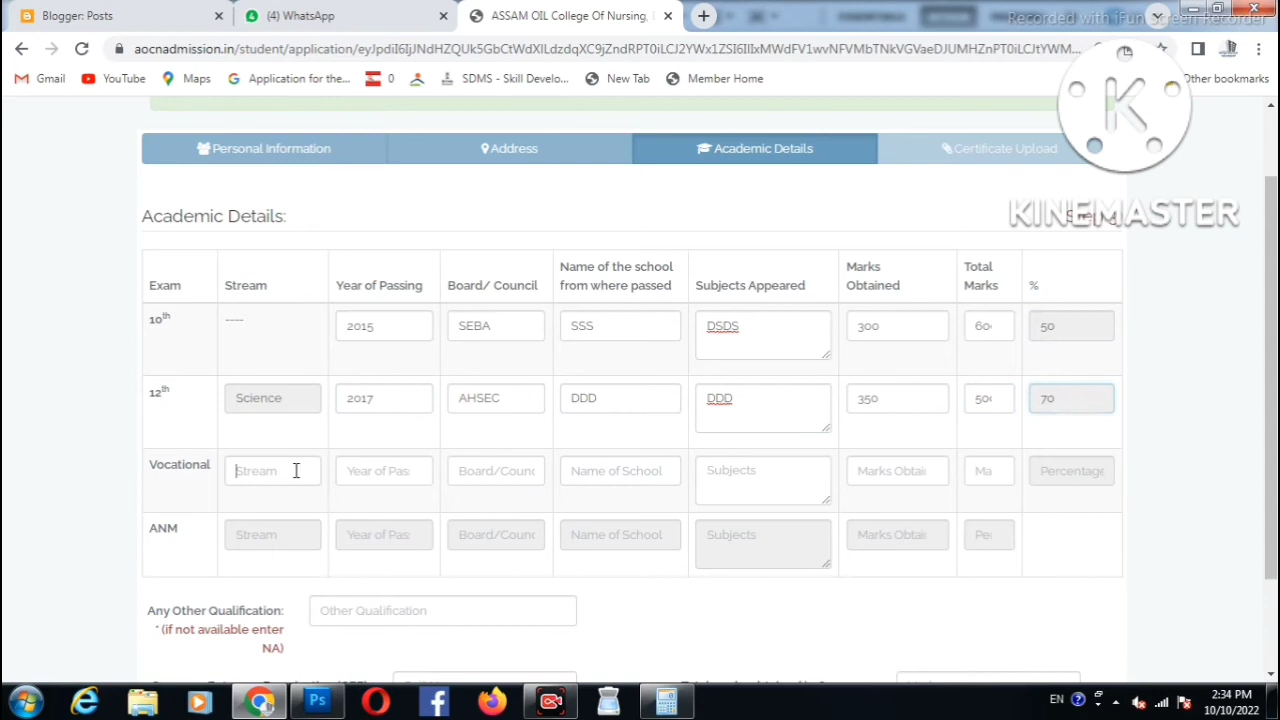 Blogger: Posts
(4) WhatsApp
ASSAM OIL College Of Nursing,
Recorded with iFun Screen Recorder
aocnadmission.in/student/application/
Gmail
YouTube
Maps
Application for the...
0
SDMS - Skill Develo...
New Tab
Member Home
Other bookmarks
K
KINEMASTER
Personal Information
Address
Academic Details
Certificate Upload
Academic Details:
Exam Stream Year of Passing Board/ Council Name of the school from where passed Subjects Appeared Marks Obtained Total Marks %
10th ---- 2015 SEBA SSS DSDS 300 60 50
12th Science 2017 AHSEC DDD DDD 350 50 70
Vocational Stream Year of Pas Board/Counc Name of School Subjects Marks Obtai Ma Percentage
ANM Stream Year of Pas Board/Counc Name of School Subjects Marks Obtai Pe
Any Other Qualification: Other Qualification
* (if not available enter
NA)
Ps
EN
2:34 PM
10/10/2022